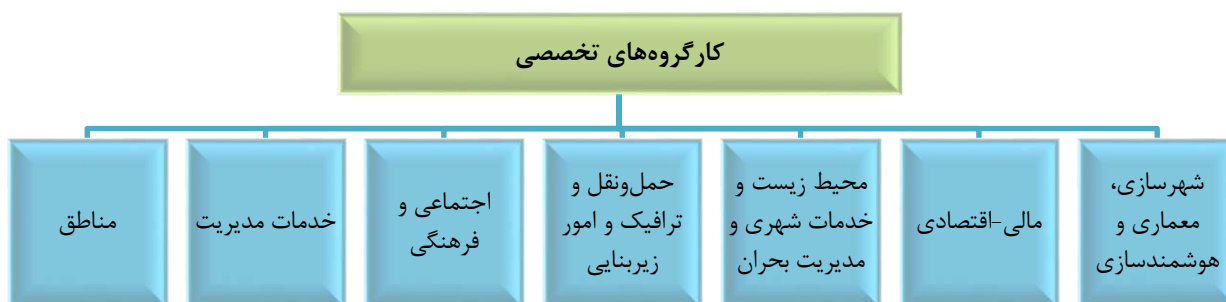 کارگروه‌های تخصصی
شهرسازی،
معماری و
هوشمندسازی
مالی-اقتصادی
محیط زیست و
خدمات شهری و
مدیریت بحران
حمل‌ونقل و
ترافیک و امور
زیربنایی
اجتماعی و
فرهنگی
خدمات مدیریت
مناطق